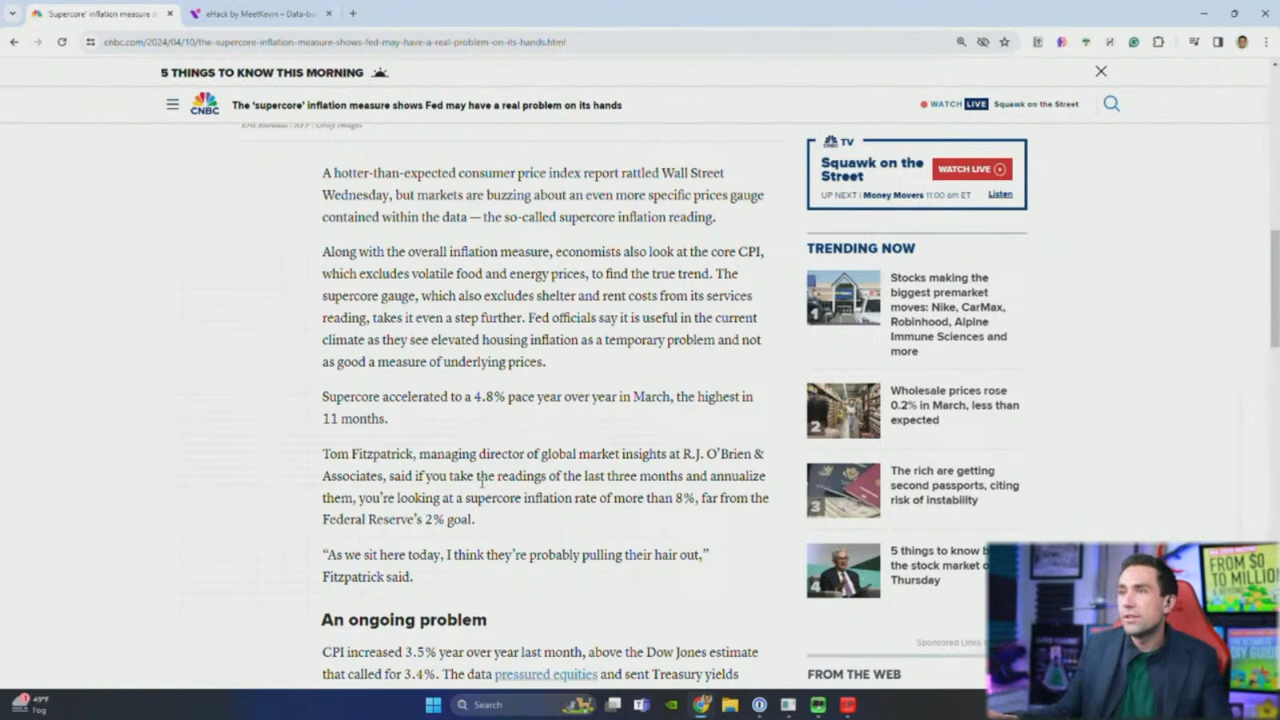 'Supercore' inflation measure s
eHack by MeetKevin – Data-ba
cnbc.com/2024/04/10/the-supercore-inflation-measure-shows-fed-may-have-a-real-problem-on-its-hands.html
5 THINGS TO KNOW THIS MORNING
CNBC
The ‘supercore’ inflation measure shows Fed may have a real problem on its hands
WATCH LIVE Squawk on the Street
A hotter-than-expected consumer price index report rattled Wall Street
Wednesday, but markets are buzzing about an even more specific prices gauge
contained within the data — the so-called supercore inflation reading.
Along with the overall inflation measure, economists also look at the core CPI,
which excludes volatile food and energy prices, to find the true trend. The
supercore gauge, which also excludes shelter and rent costs from its services
reading, takes it even a step further. Fed officials say it is useful in the current
climate as they see elevated housing inflation as a temporary problem and not
as good a measure of underlying prices.
Supercore accelerated to a 4.8% pace year over year in March, the highest in
11 months.
Tom Fitzpatrick, managing director of global market insights at R.J. O’Brien &
Associates, said if you take the readings of the last three months and annualize
them, you’re looking at a supercore inflation rate of more than 8%, far from the
Federal Reserve’s 2% goal.
“As we sit here today, I think they’re probably pulling their hair out,”
Fitzpatrick said.
An ongoing problem
CPI increased 3.5% year over year last month, above the Dow Jones estimate
that called for 3.4%. The data pressured equities and sent Treasury yields
TV
Squawk on the
Street
WATCH LIVE
UP NEXT | Money Movers 11:00 am ET
Listen
TRENDING NOW
1
Stocks making the
biggest premarket
moves: Nike, CarMax,
Robinhood, Alpine
Immune Sciences and
more
2
Wholesale prices rose
0.2% in March, less than
expected
3
The rich are getting
second passports, citing
risk of instability
4
5 things to know b
the stock market o
Thursday
Sponsored Links
FROM THE WEB
FROM $0
TO MILLIO
49°F
Fog
Search